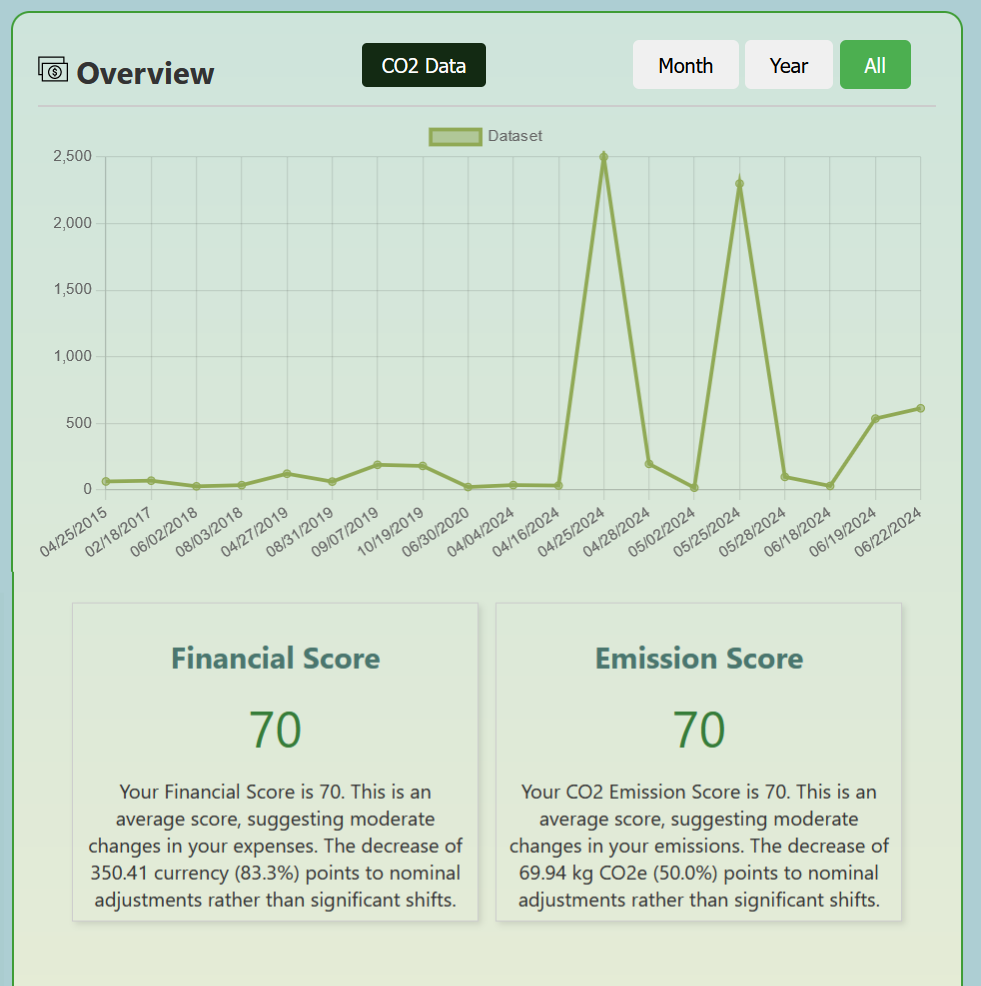 Overview
CO2 Data
Month
Year
All
Dataset
2,500
2,000
1,500
1,000
500
0
04/25/2015
02/18/2017
06/02/2018
08/03/2018
04/27/2019
08/31/2019
09/07/2019
10/19/2019
06/30/2020
04/04/2024
04/16/2024
04/25/2024
04/28/2024
05/02/2024
05/25/2024
05/28/2024
06/18/2024
06/19/2024
06/22/2024
Financial Score
70
Your Financial Score is 70. This is an
average score, suggesting moderate
changes in your expenses. The decrease of
350.41 currency (83.3%) points to nominal
adjustments rather than significant shifts.
Emission Score
70
Your CO2 Emission Score is 70. This is an
average score, suggesting moderate
changes in your emissions. The decrease of
69.94 kg CO2e (50.0%) points to nominal
adjustments rather than significant shifts.